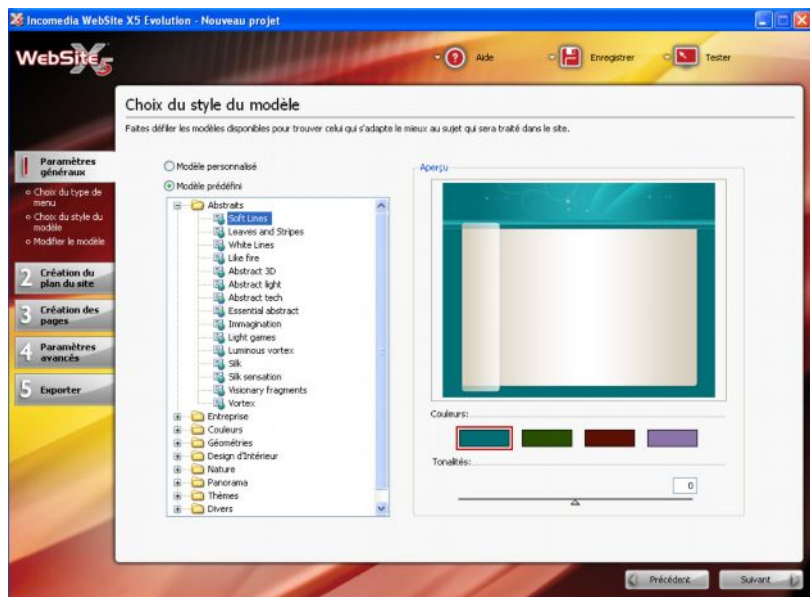 Incomedia WebSite X5 Evolution - Nouveau projet
WebSite X5
Aide
Enregistrer
Tester
Choix du style du modèle
Faites défiler les modèles disponibles pour trouver celui qui s'adapte le mieux au sujet qui sera traité dans le site.
Paramètres
généraux
Choix du type de
menu
Choix du style du
modèle
Modifier le modèle
2 Création du
plan du site
3 Création des
pages
4 Paramètres
avancés
5 Exporter
Modèle personnalisé
Modèle prédéfini
Abstraits
Soft Lines
Leaves and Stripes
White Lines
Like fire
Abstract 3D
Abstract light
Abstract tech
Essential abstract
Immagination
Light games
Luminous vortex
Silk
Silk sensation
Visionary fragments
Vortex
Entreprise
Couleurs
Géométries
Design d'Intérieur
Nature
Panorama
Thèmes
Divers
Aperçu
Couleurs:
Tonalités:
0
Précédent
Suivant